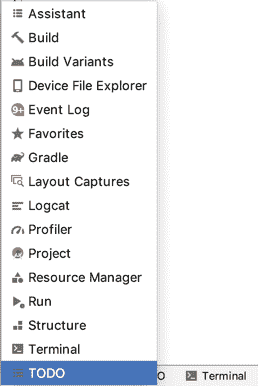 Assistant
Build
Build Variants
Device File Explorer
9+ Event Log
Favorites
Gradle
Layout Captures
Logcat
Profiler
Project
Resource Manager
Run
Structure
Terminal
TODO
O Terminal